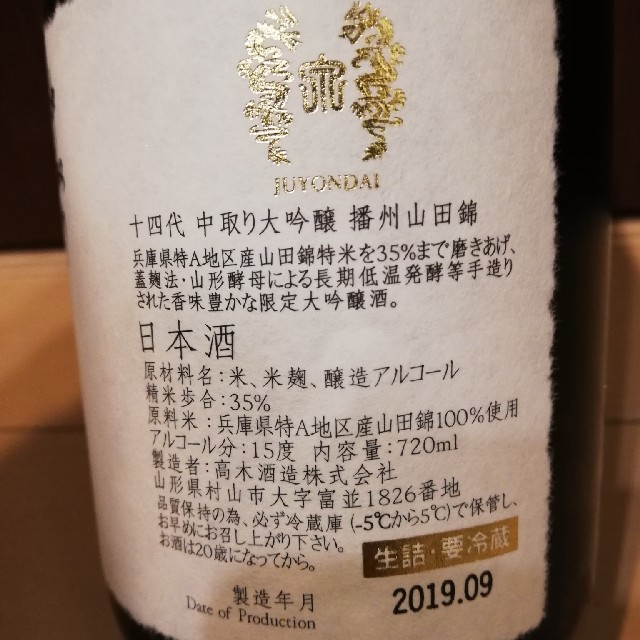 JUYONDAI
十四代 中取り大吟醸 播州山田錦
兵庫県特A地区産山田錦特米を35%まで磨きあげ、
蓋麹法・山形酵母による長期低温発酵等手造り
された香味豊かな限定大吟醸酒。
日本酒
原材料名:米、米麹、醸造アルコール
精米歩合:35%
原料米:兵庫県特A地区産山田錦100%使用
アルコール分:15度 内容量:720ml
製造者:高木酒造株式会社
山形県村山市大字富並1826番地
品質保持の為、必ず冷蔵庫(-5℃から5℃)で保管し、
お早めにお召し上がり下さい。
お酒は20歳になってから。
生詰・要冷蔵
製造年月
Date of Production
2019.09